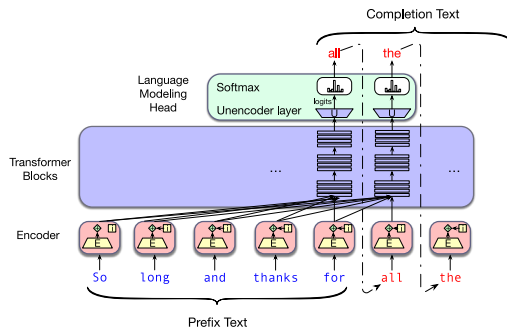 Completion Text
all the
Language
Modeling
Head
Softmax
logits
Unencoder layer
U U
Transformer
Blocks
... ...
Encoder
E E E E E E E
So long and thanks for all the
Prefix Text